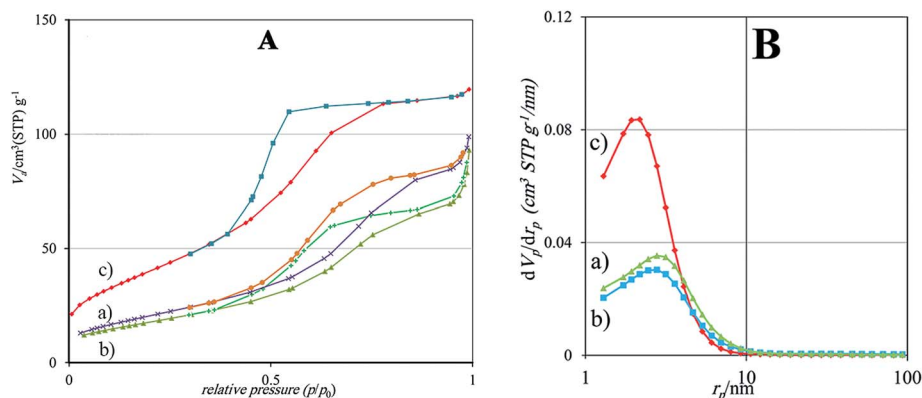 A
150
100
50
0
V_a/cm³(STP) g⁻¹
c)
a)
b)
0
0.5
1
relative pressure (p/p₀)
B
0.12
0.08
0.04
0
dV_p/dr_p (cm³ STP g⁻¹/nm)
c)
a)
b)
1
10
100
r_p/nm